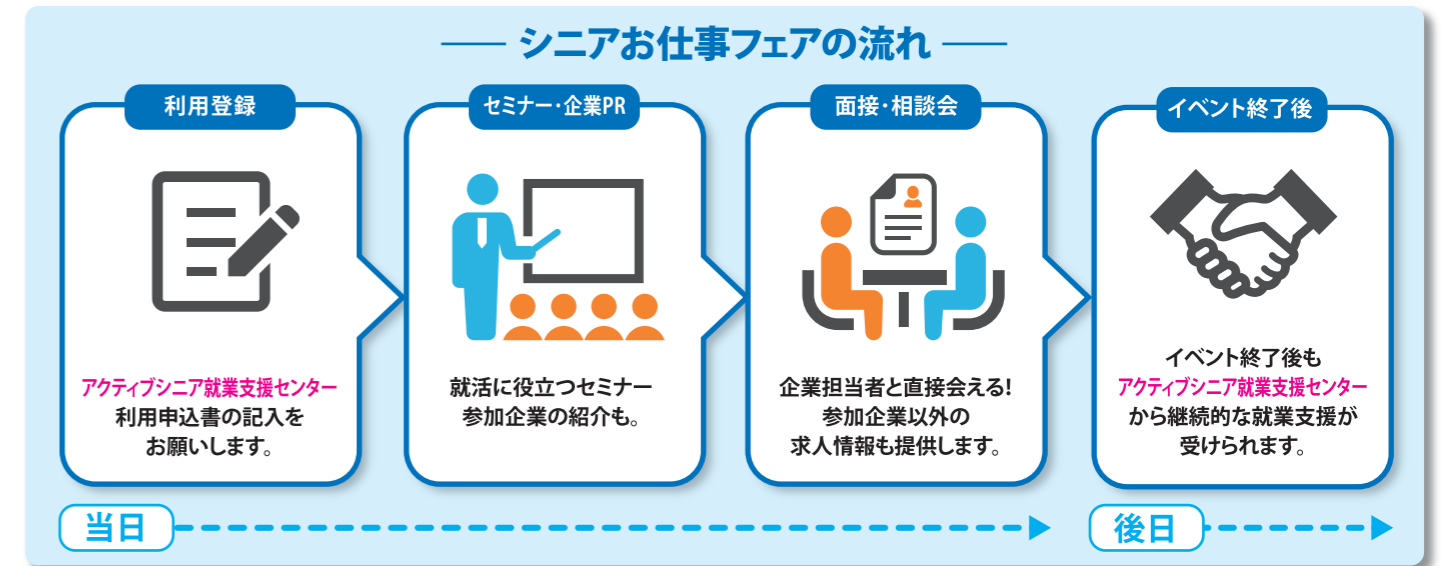 シニアお仕事フェアの流れ
利用登録
アクティブシニア就業支援センター
利用申込書の記入を
お願いします。
セミナー・企業PR
就活に役立つセミナー
参加企業の紹介も。
面接・相談会
企業担当者と直接会える!
参加企業以外の
求人情報も提供します。
イベント終了後
イベント終了後も
アクティブシニア就業支援センター
から継続的な就業支援が
受けられます。
当日
後日